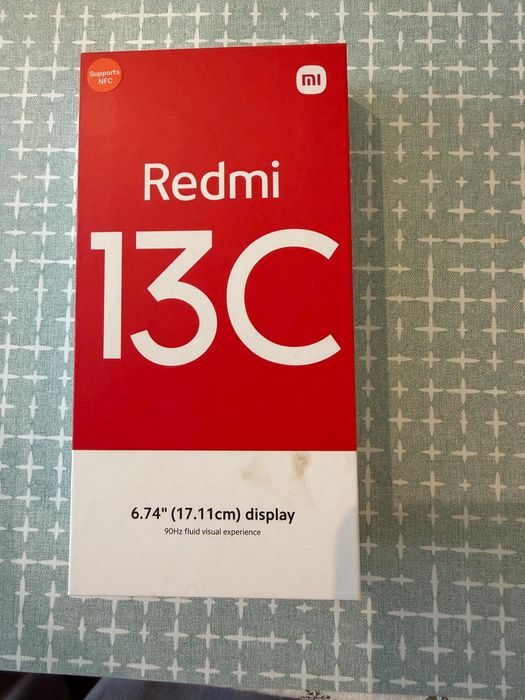 Supports
NFC
mi
Redmi
13C
6.74" (17.11cm) display
90Hz fluid visual experience